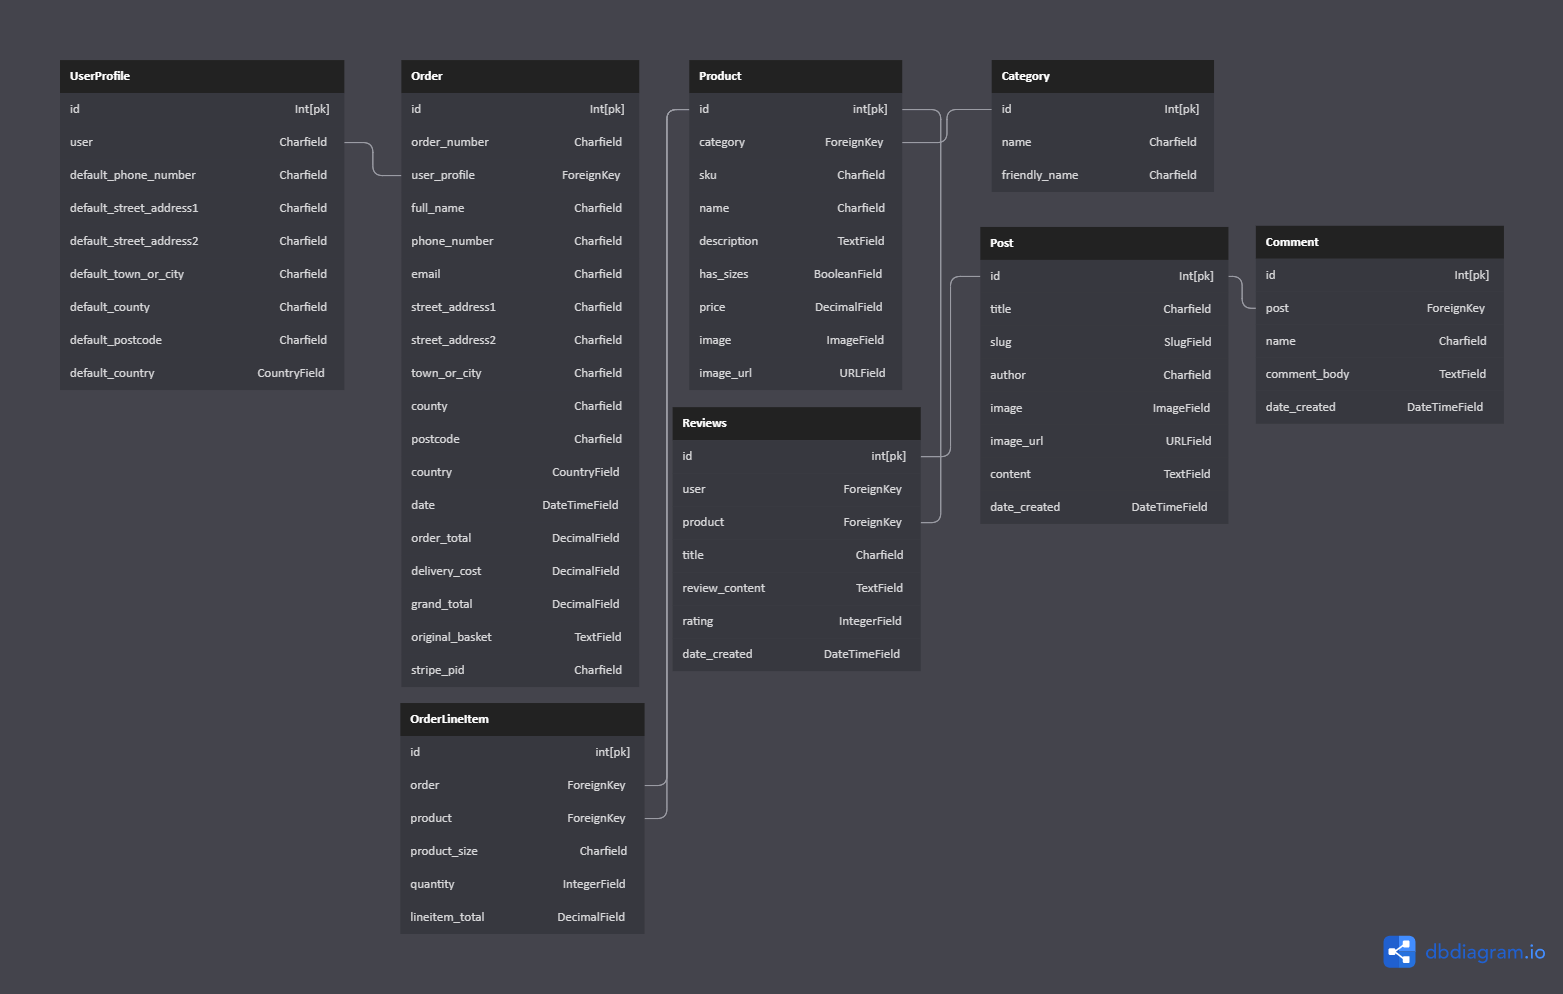 UserProfile
id Int[pk]
user Charfield
default_phone_number Charfield
default_street_address1 Charfield
default_street_address2 Charfield
default_town_or_city Charfield
default_county Charfield
default_postcode Charfield
default_country CountryField
Order
id Int[pk]
order_number Charfield
user_profile ForeignKey
full_name Charfield
phone_number Charfield
email Charfield
street_address1 Charfield
street_address2 Charfield
town_or_city Charfield
county Charfield
postcode Charfield
country CountryField
date DateTimeField
order_total DecimalField
delivery_cost DecimalField
grand_total DecimalField
original_basket TextField
stripe_pid Charfield
OrderLineItem
id int[pk]
order ForeignKey
product ForeignKey
product_size Charfield
quantity IntegerField
lineitem_total DecimalField
Product
id int[pk]
category ForeignKey
sku Charfield
name Charfield
description TextField
has_sizes BooleanField
price DecimalField
image ImageField
image_url URLField
Reviews
id int[pk]
user ForeignKey
product ForeignKey
title Charfield
review_content TextField
rating IntegerField
date_created DateTimeField
Category
id Int[pk]
name Charfield
friendly_name Charfield
Post
id Int[pk]
title Charfield
slug SlugField
author Charfield
image ImageField
image_url URLField
content TextField
date_created DateTimeField
Comment
id Int[pk]
post ForeignKey
name Charfield
comment_body TextField
date_created DateTimeField
dbdiagram.io